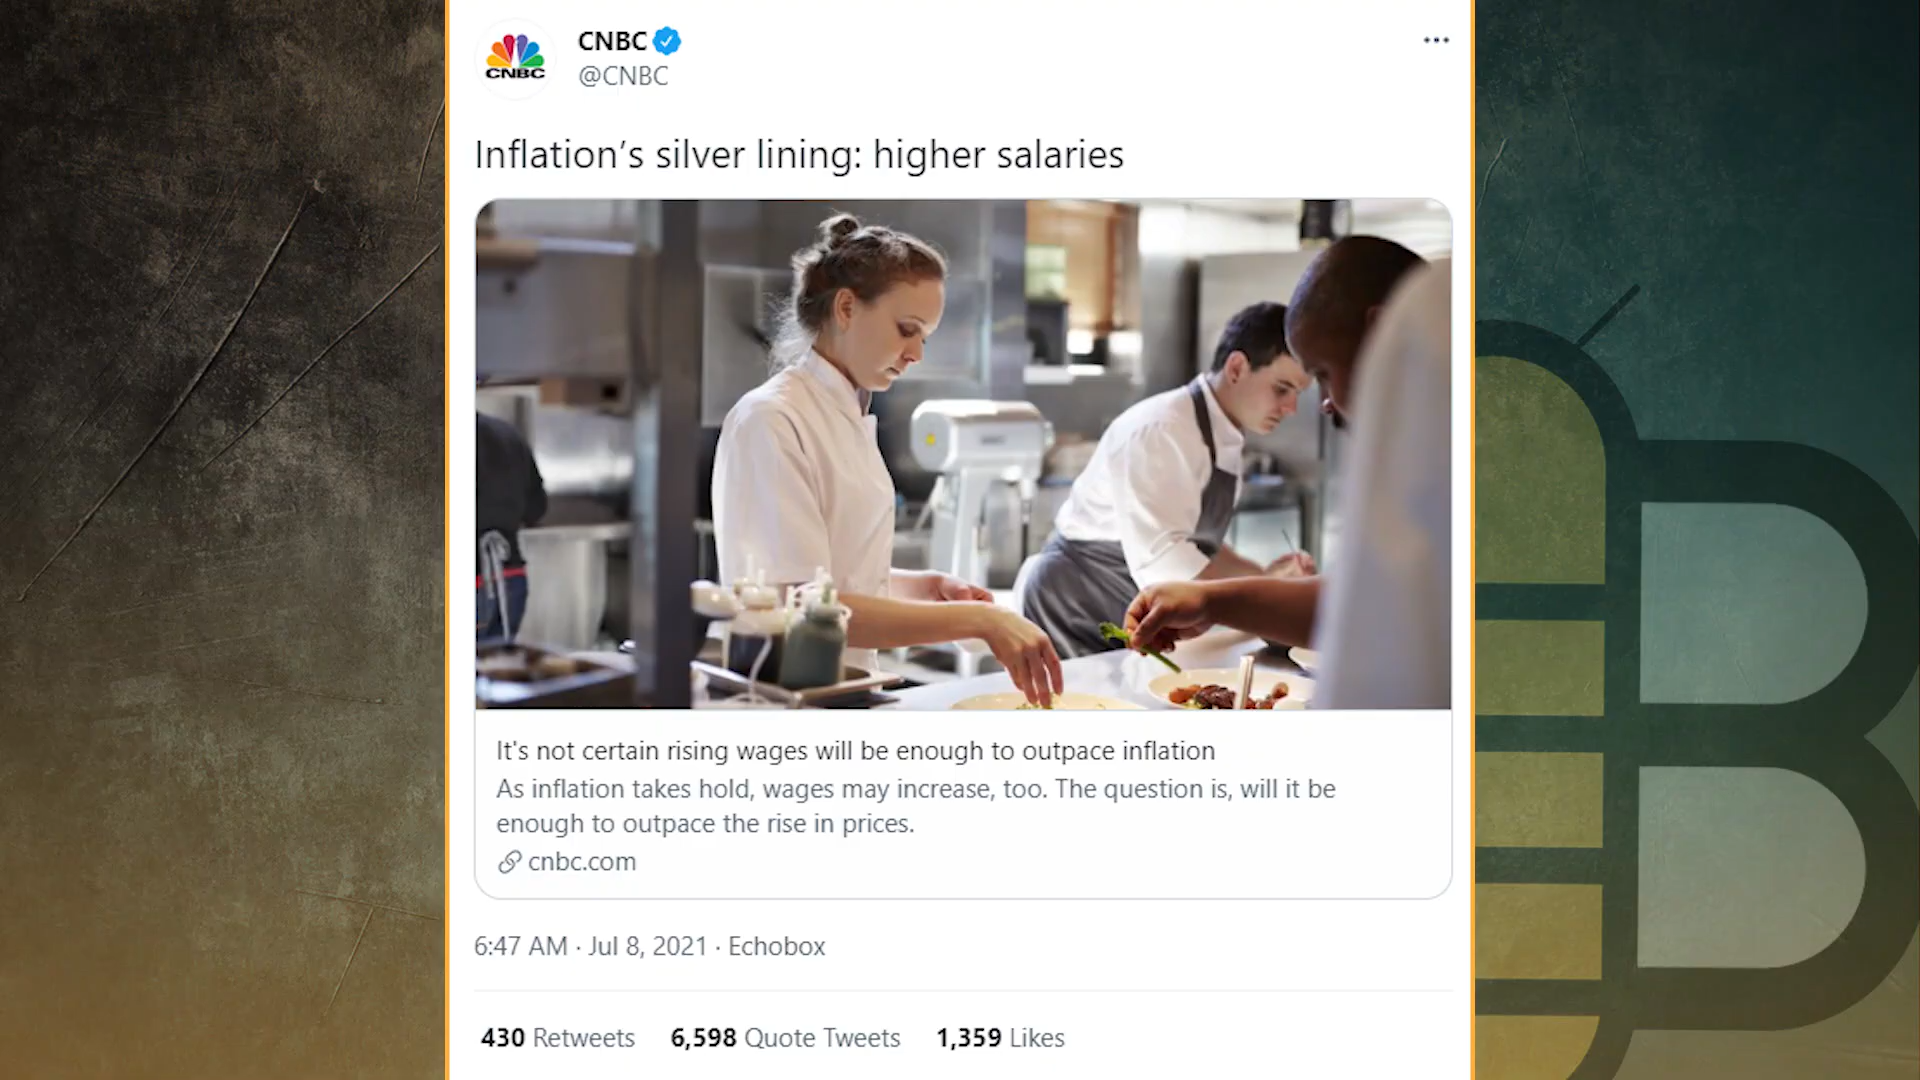 CNBC
CNBC
@CNBC
Inflation’s silver lining: higher salaries
It's not certain rising wages will be enough to outpace inflation
As inflation takes hold, wages may increase, too. The question is, will it be
enough to outpace the rise in prices.
cnbc.com
6:47 AM · Jul 8, 2021 · Echobox
430 Retweets 6,598 Quote Tweets 1,359 Likes